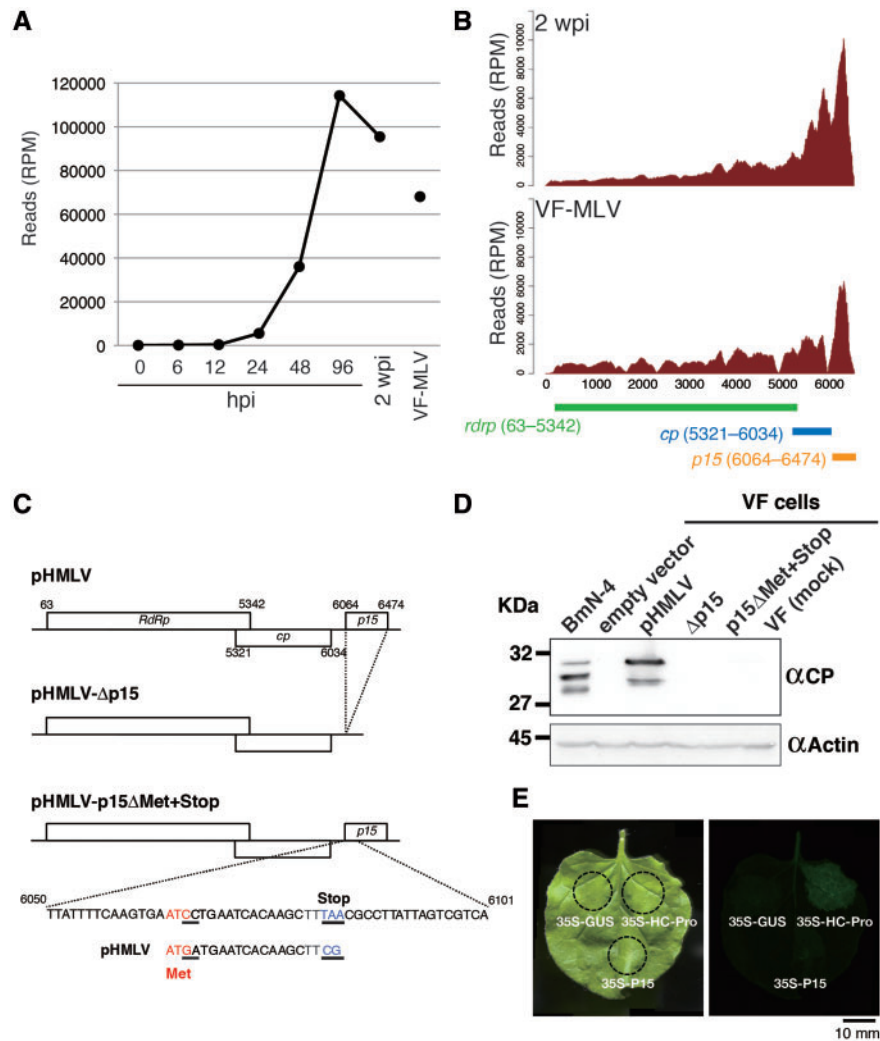 A
Reads (RPM)
120000
100000
80000
60000
40000
20000
0
0 6 12 24 48 96 2 wpi VF-MLV
hpi
B
2 wpi
Reads (RPM)
10000
8000
6000
4000
2000
0
VF-MLV
Reads (RPM)
10000
8000
6000
4000
2000
0
0 1000 2000 3000 4000 5000 6000
rdrp (63–5342)
cp (5321–6034)
p15 (6064–6474)
C
pHMLV
63 5342 6064 6474
RdRp p15
cp
5321 6034
pHMLV-Δp15
pHMLV-p15ΔMet+Stop
p15
6050 Stop 6101
TTATTTTCAAGTGAATCCTGAATCACAAGCTTTTAACGCCTTATTAGTCGTCA
pHMLV ATGATGAATCACAAGCTTCG
Met
D
VF cells
KDa BmN-4 empty vector pHMLV Δp15 p15ΔMet+Stop VF (mock)
32
27
αCP
45
αActin
E
35S-GUS 35S-HC-Pro
35S-P15
35S-GUS 35S-HC-Pro
35S-P15
10 mm